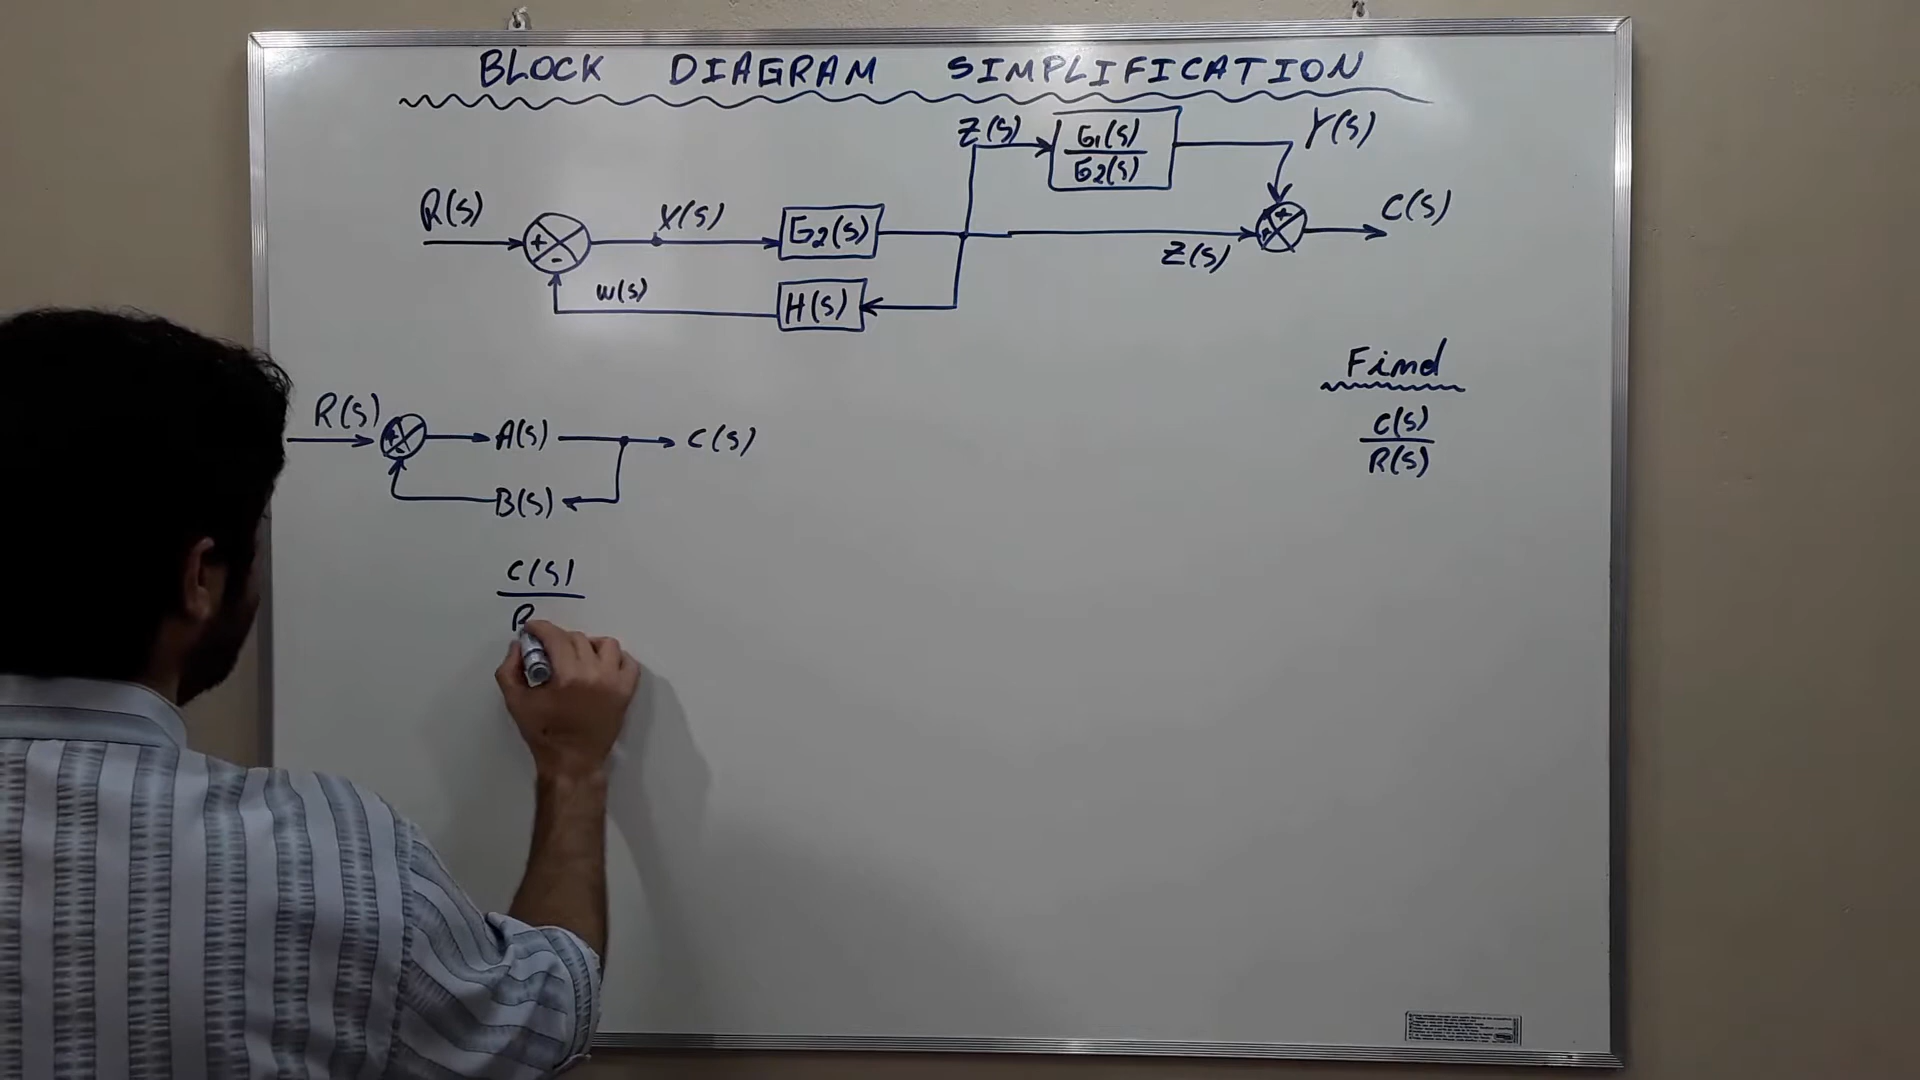 BLOCK DIAGRAM SIMPLIFICATION
Z(s)
G1(s)
G2(s)
Y(s)
R(s)
+
-
X(s)
G2(s)
Z(s)
+
+
C(s)
W(s)
H(s)
Find
C(s)
R(s)
R(s)
+
-
A(s)
C(s)
B(s)
C(s)
R